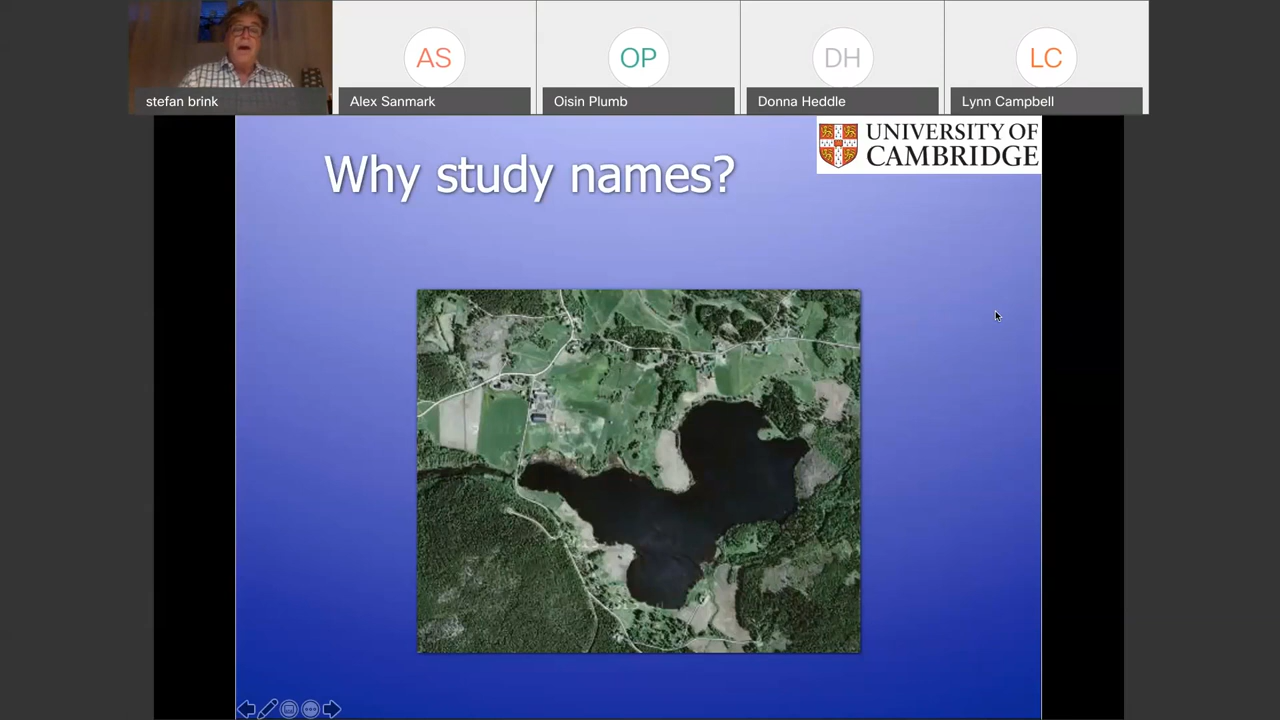 stefan brink
AS
Alex Sanmark
OP
Oisin Plumb
DH
Donna Heddle
LC
Lynn Campbell
Why study names?
UNIVERSITY OF
CAMBRIDGE